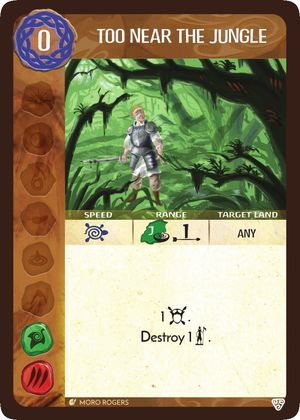 0
TOO NEAR THE JUNGLE
SPEED RANGE TARGET LAND
J 1 ANY
1 .
Destroy 1 .
MORO ROGERS